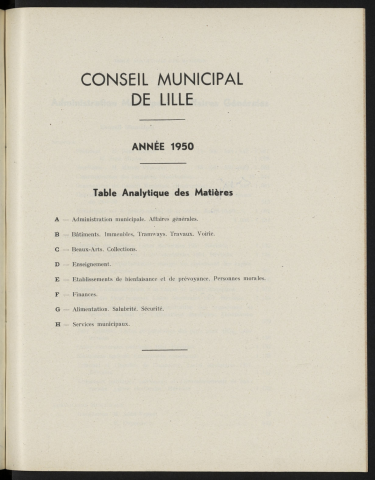 CONSEIL MUNICIPAL
DE LILLE
ANNÉE 1950
Table Analytique des Matières
A — Administration municipale. Affaires générales.
B — Bâtiments. Immeubles. Tramways. Travaux. Voirie.
C — Beaux-Arts. Collections.
D — Enseignement.
E — Etablissements de bienfaisance et de prévoyance. Personnes morales.
F — Finances.
G — Alimentation. Salubrité. Sécurité.
H — Services municipaux.